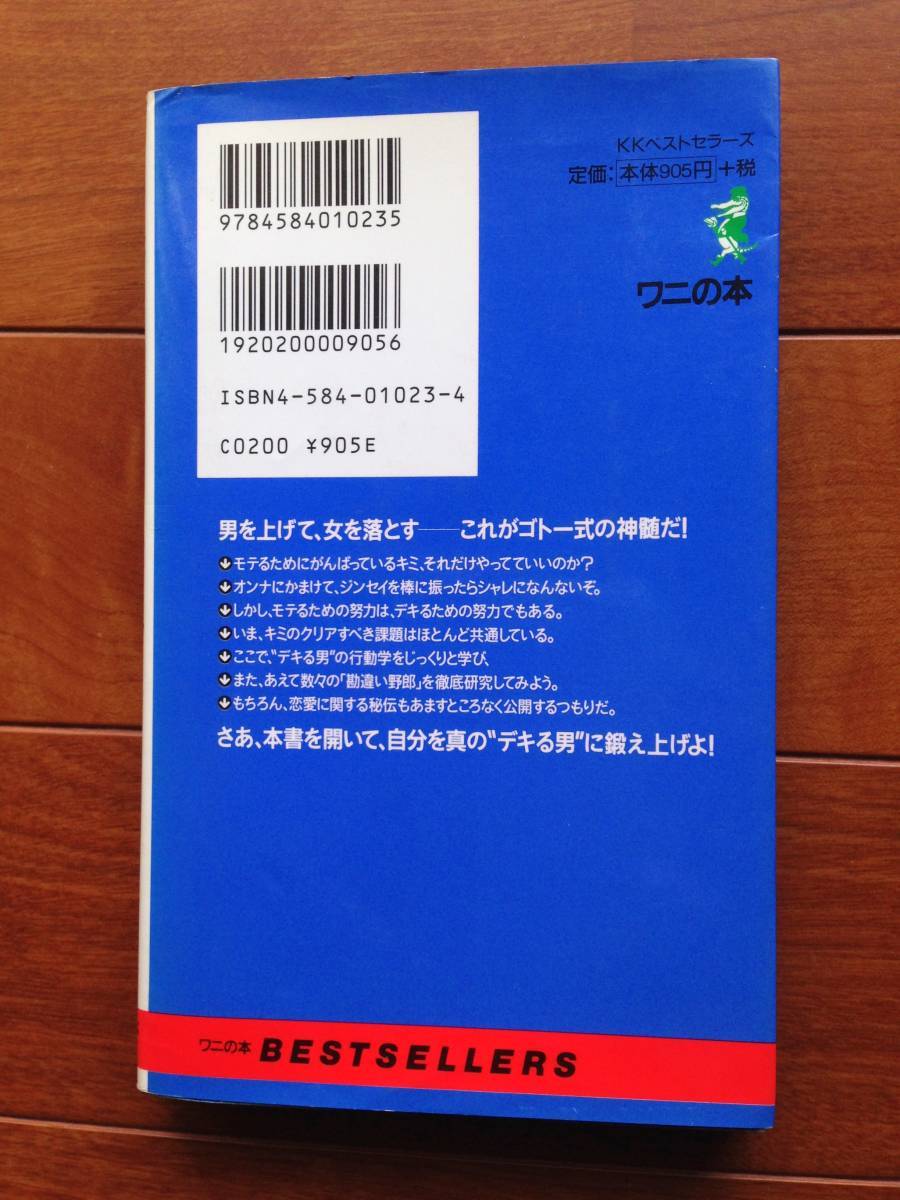 9784584010235
1920200009056
ISBN4-584-01023-4
C0200 ¥905E
KKベストセラーズ
定価：本体905円+税
ワニの本
男を上げて、女を落とす――これがゴトー式の神髄だ！
モテるためにがんばっているキミ、それだけやってていいのか？
オンナにかまけて、ジンセイを棒に振ったらシャレになんないぞ。
しかし、モテるための努力は、デキるための努力でもある。
いま、キミのクリアすべき課題はほとんど共通している。
ここで、“デキる男”の行動学をじっくりと学び、
また、あえて数々の「勘違い野郎」を徹底研究してみよう。
もちろん、恋愛に関する秘伝もあますところなく公開するつもりだ。
さあ、本書を開いて、自分を真の“デキる男”に鍛え上げよ！
ワニの本 BESTSELLERS